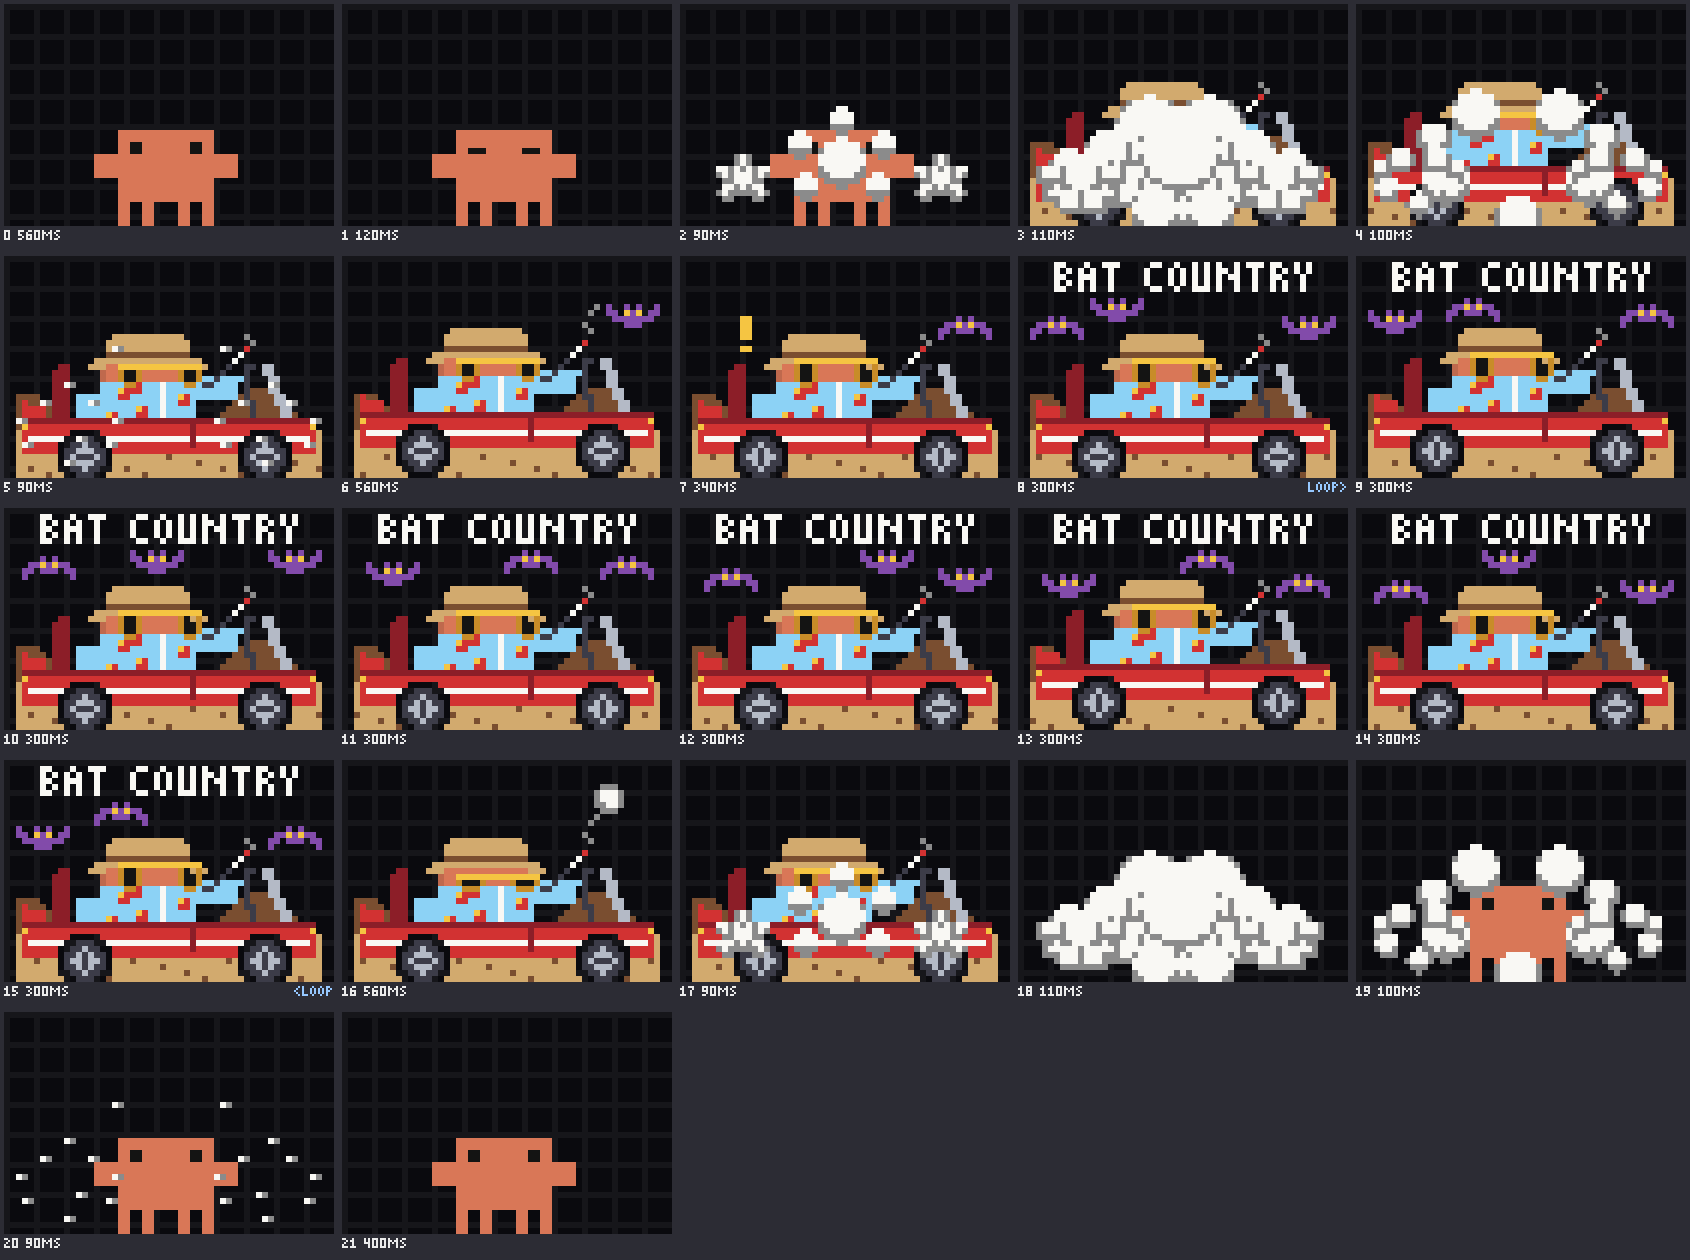 0 560MS
1 120MS
2 90MS
3 110MS
4 100MS
BAT COUNTRY
BAT COUNTRY
5 90MS
6 560MS
7 340MS
8 300MS
LOOP>
9 300MS
BAT COUNTRY
BAT COUNTRY
BAT COUNTRY
BAT COUNTRY
BAT COUNTRY
10 300MS
11 300MS
12 300MS
13 300MS
14 300MS
BAT COUNTRY
15 300MS
<LOOP
16 560MS
17 90MS
18 110MS
19 100MS
20 90MS
21 400MS